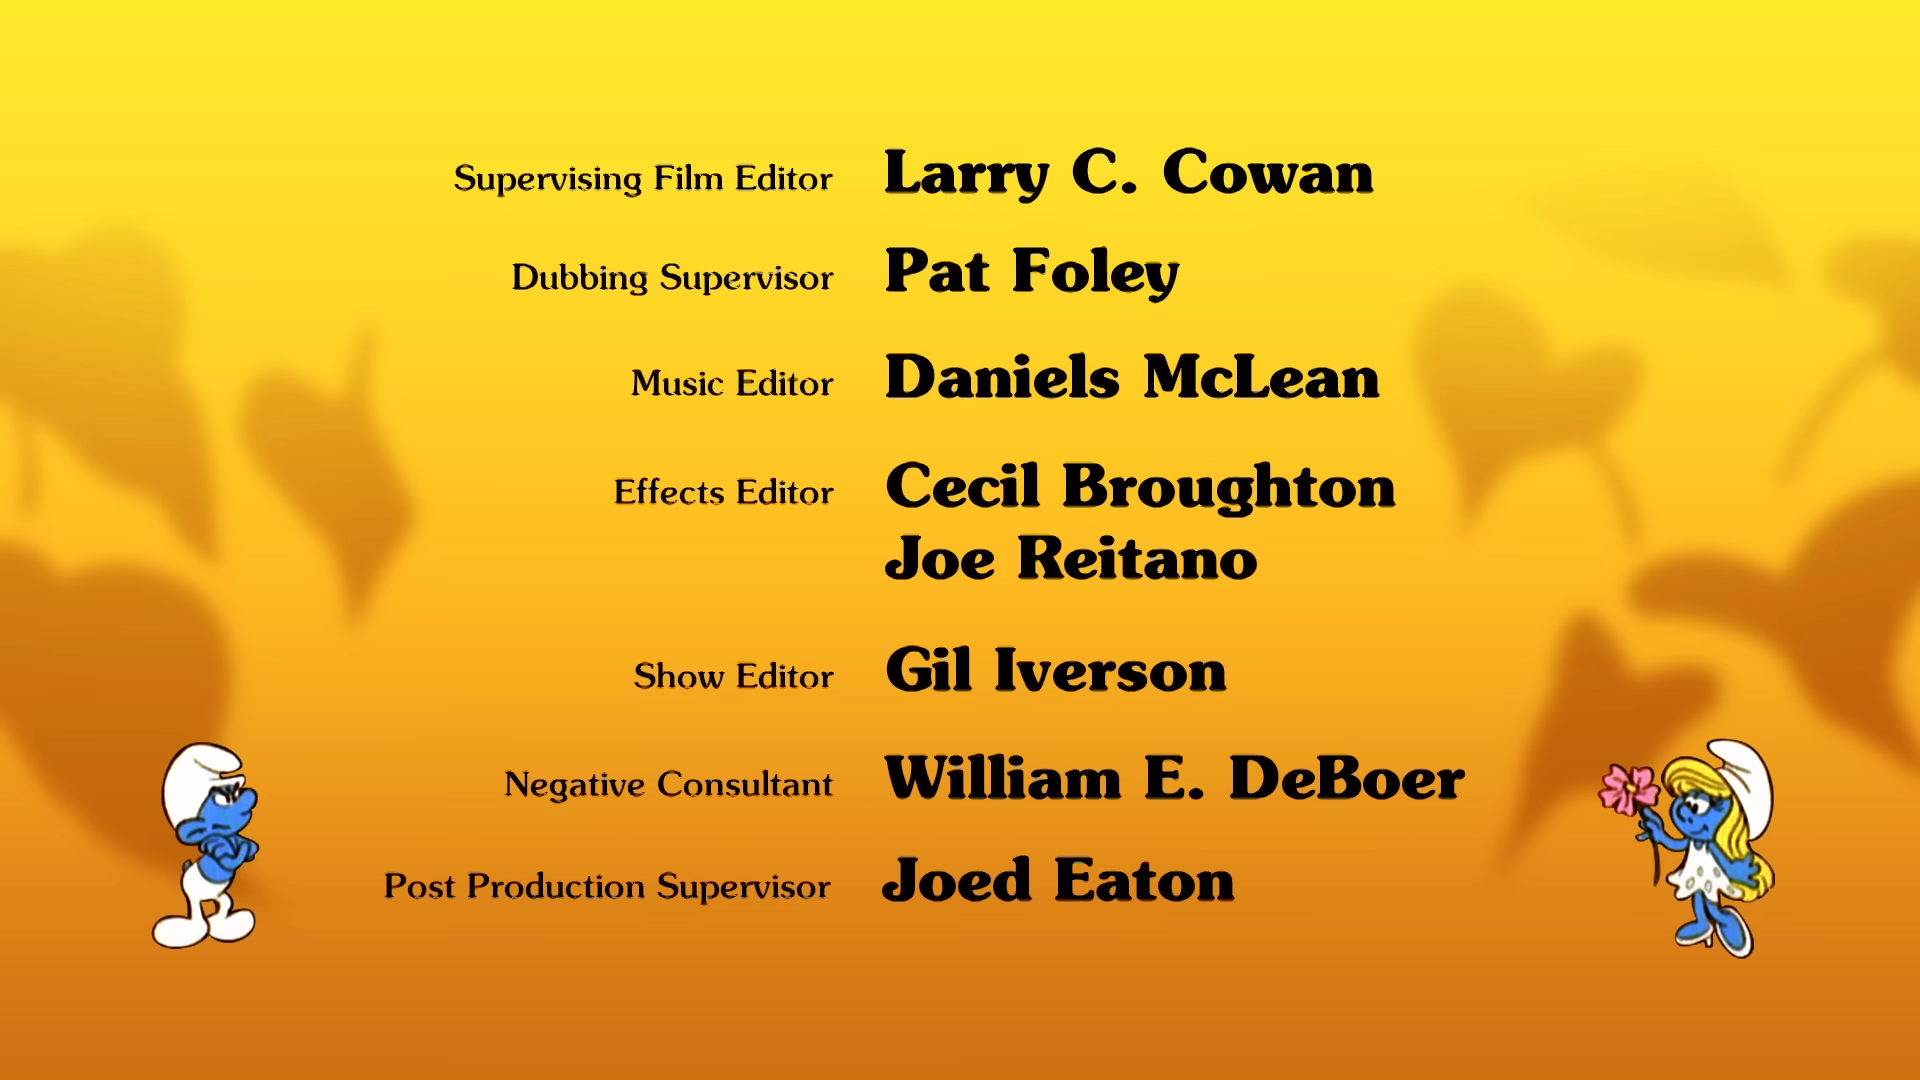 Supervising Film Editor Larry C. Cowan
Dubbing Supervisor Pat Foley
Music Editor Daniels McLean
Effects Editor Cecil Broughton
Joe Reitano
Show Editor Gil Iverson
Negative Consultant William E. DeBoer
Post Production Supervisor Joed Eaton